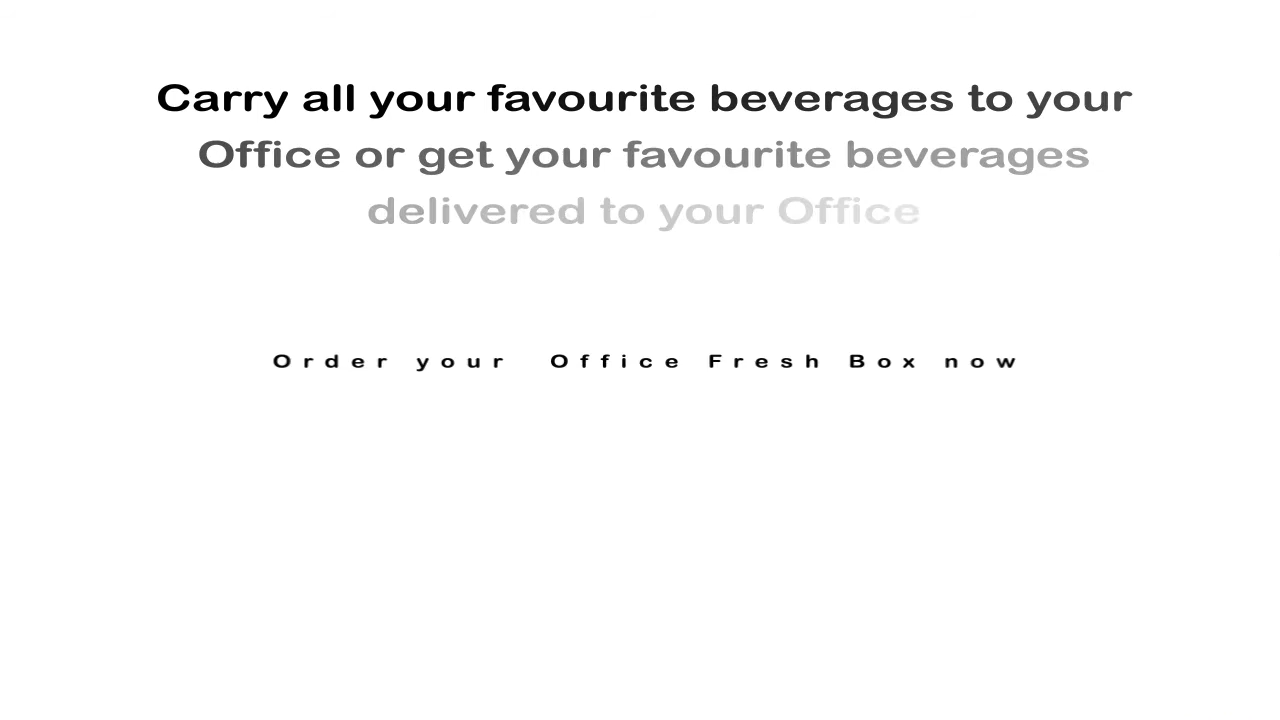 Carry all your favourite beverages to your
Office or get your favourite beverages
delivered to your Office
Order your Office Fresh Box now